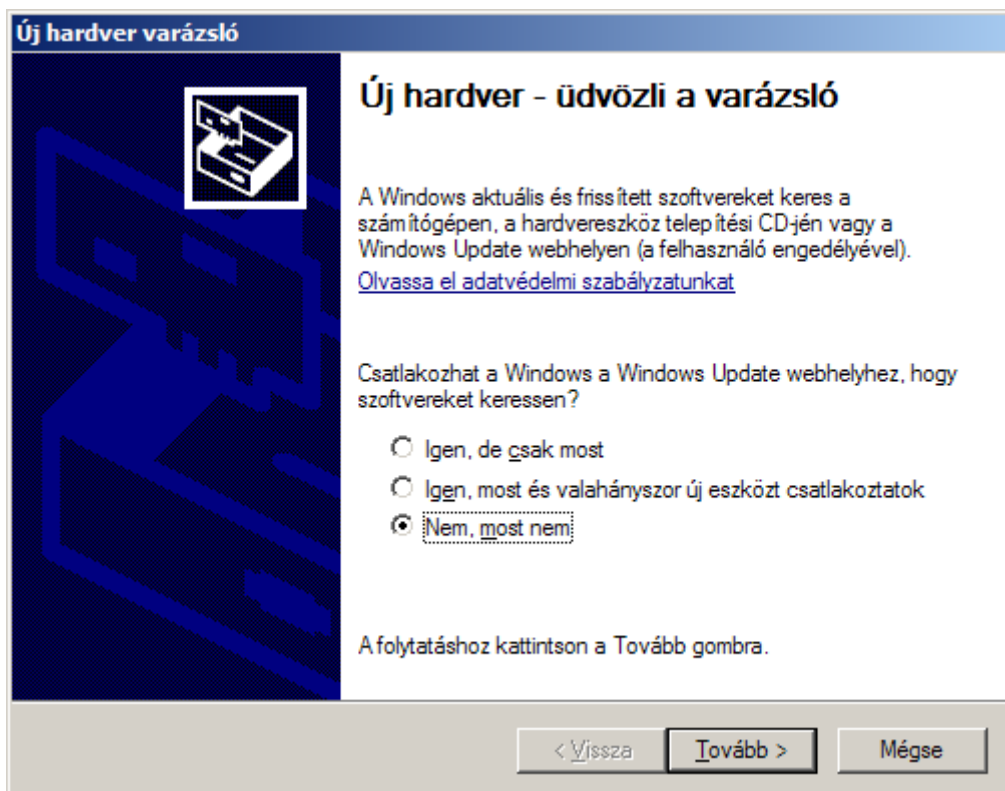 Új hardver varázsló
Új hardver - üdvözli a varázsló
A Windows aktuális és frissített szoftvereket keres a
számítógépen, a hardvereszköz telepítési CD-jén vagy a
Windows Update webhelyen (a felhasználó engedélyével).
Olvassa el adatvédelmi szabályzatunkat
Csatlakozhat a Windows a Windows Update webhelyhez, hogy
szoftvereket keressen?
Igen, de csak most
Igen, most és valahányszor új eszközt csatlakoztatok
Nem, most nem
A folytatáshoz kattintson a Tovább gombra.
< Vissza
Tovább >
Mégse